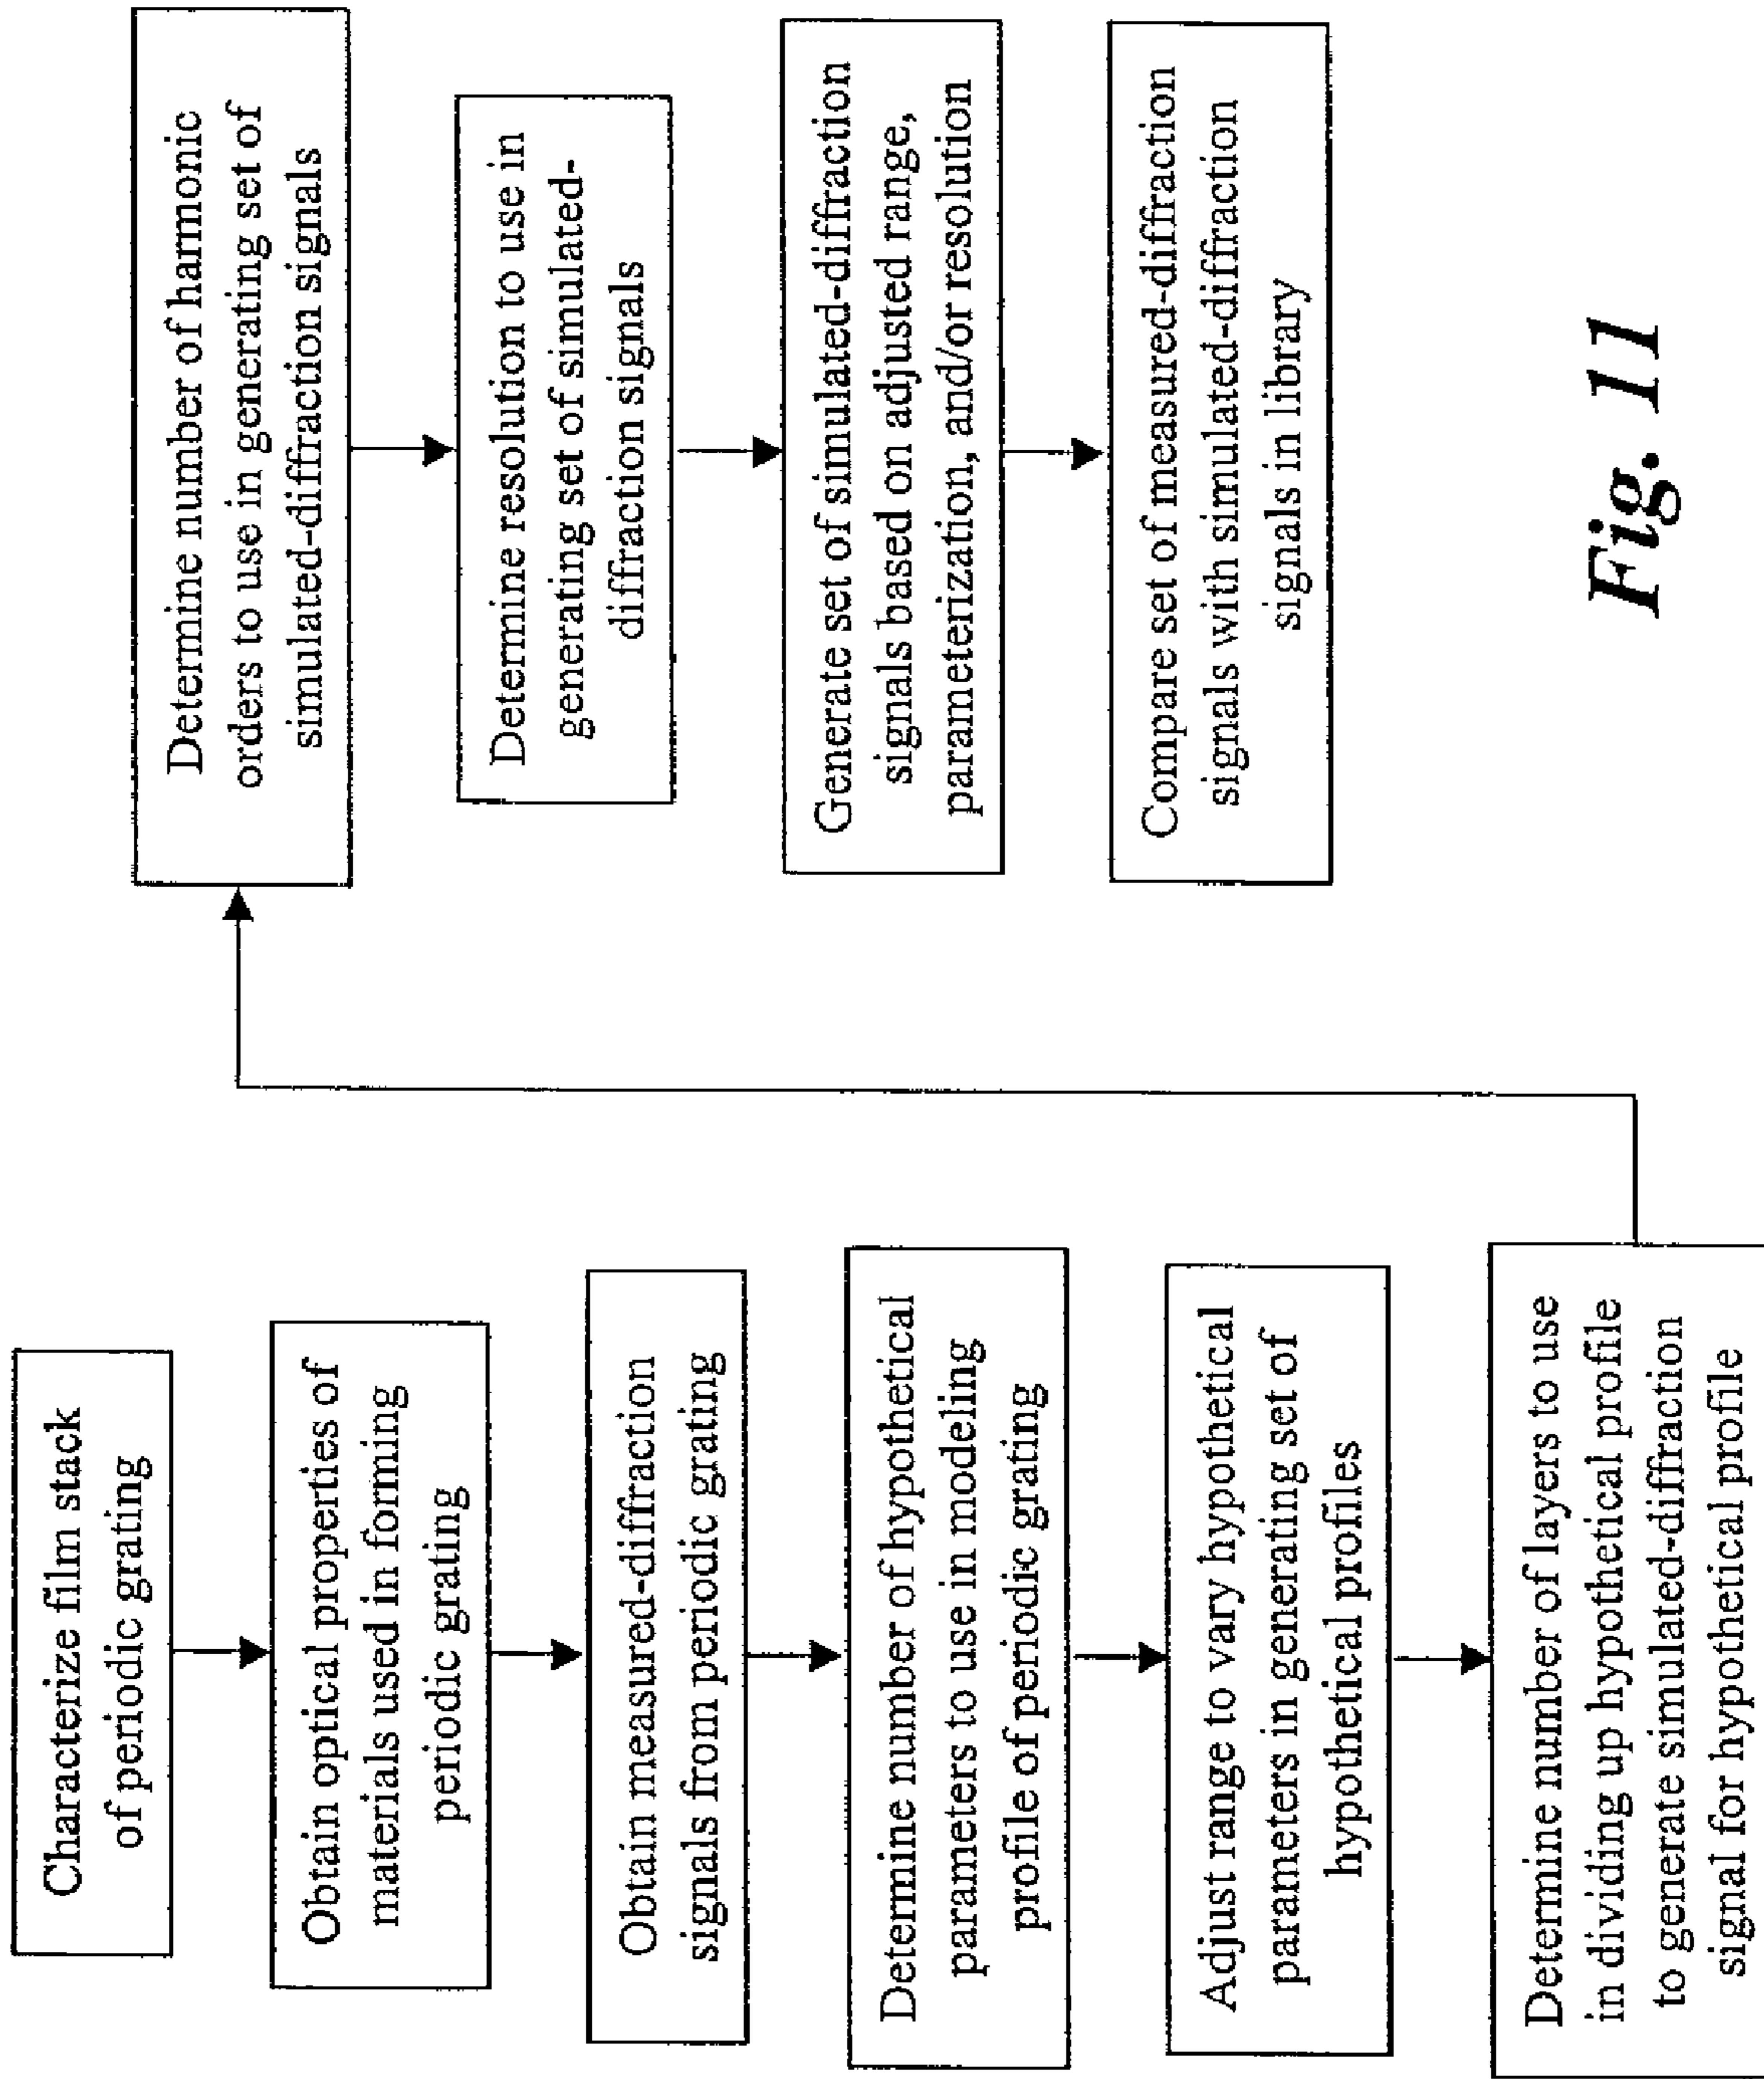 Characterize film stack
of periodic grating
Obtain optical properties of
materials used in forming
periodic grating
Obtain measured-diffraction
signals from periodic grating
Determine number of hypothetical
parameters to use in modeling
profile of periodic grating
Adjust range to vary hypothetical
parameters in generating set of
hypothetical profiles
Determine number of layers to use
in dividing up hypothetical profile
to generate simulated-diffraction
signal for hypothetical profile
Determine number of harmonic
orders to use in generating set of
simulated-diffraction signals
Determine resolution to use in
generating set of simulated-
diffraction signals
Generate set of simulated-diffraction
signals based on adjusted range,
parameterization, and/or resolution
Compare set of measured-diffraction
signals with simulated-diffraction
signals in library
Fig. 11